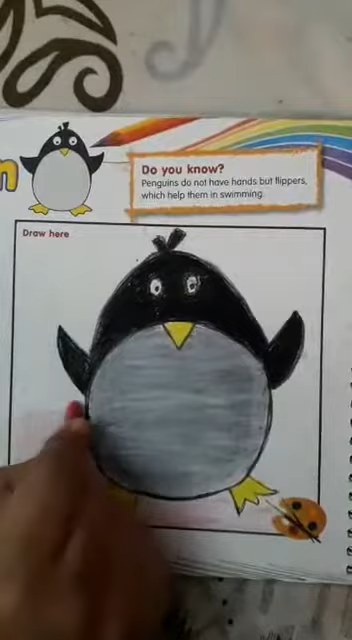 n
Do you know?
Penguins do not have hands but flippers,
which help them in swimming.
Draw here